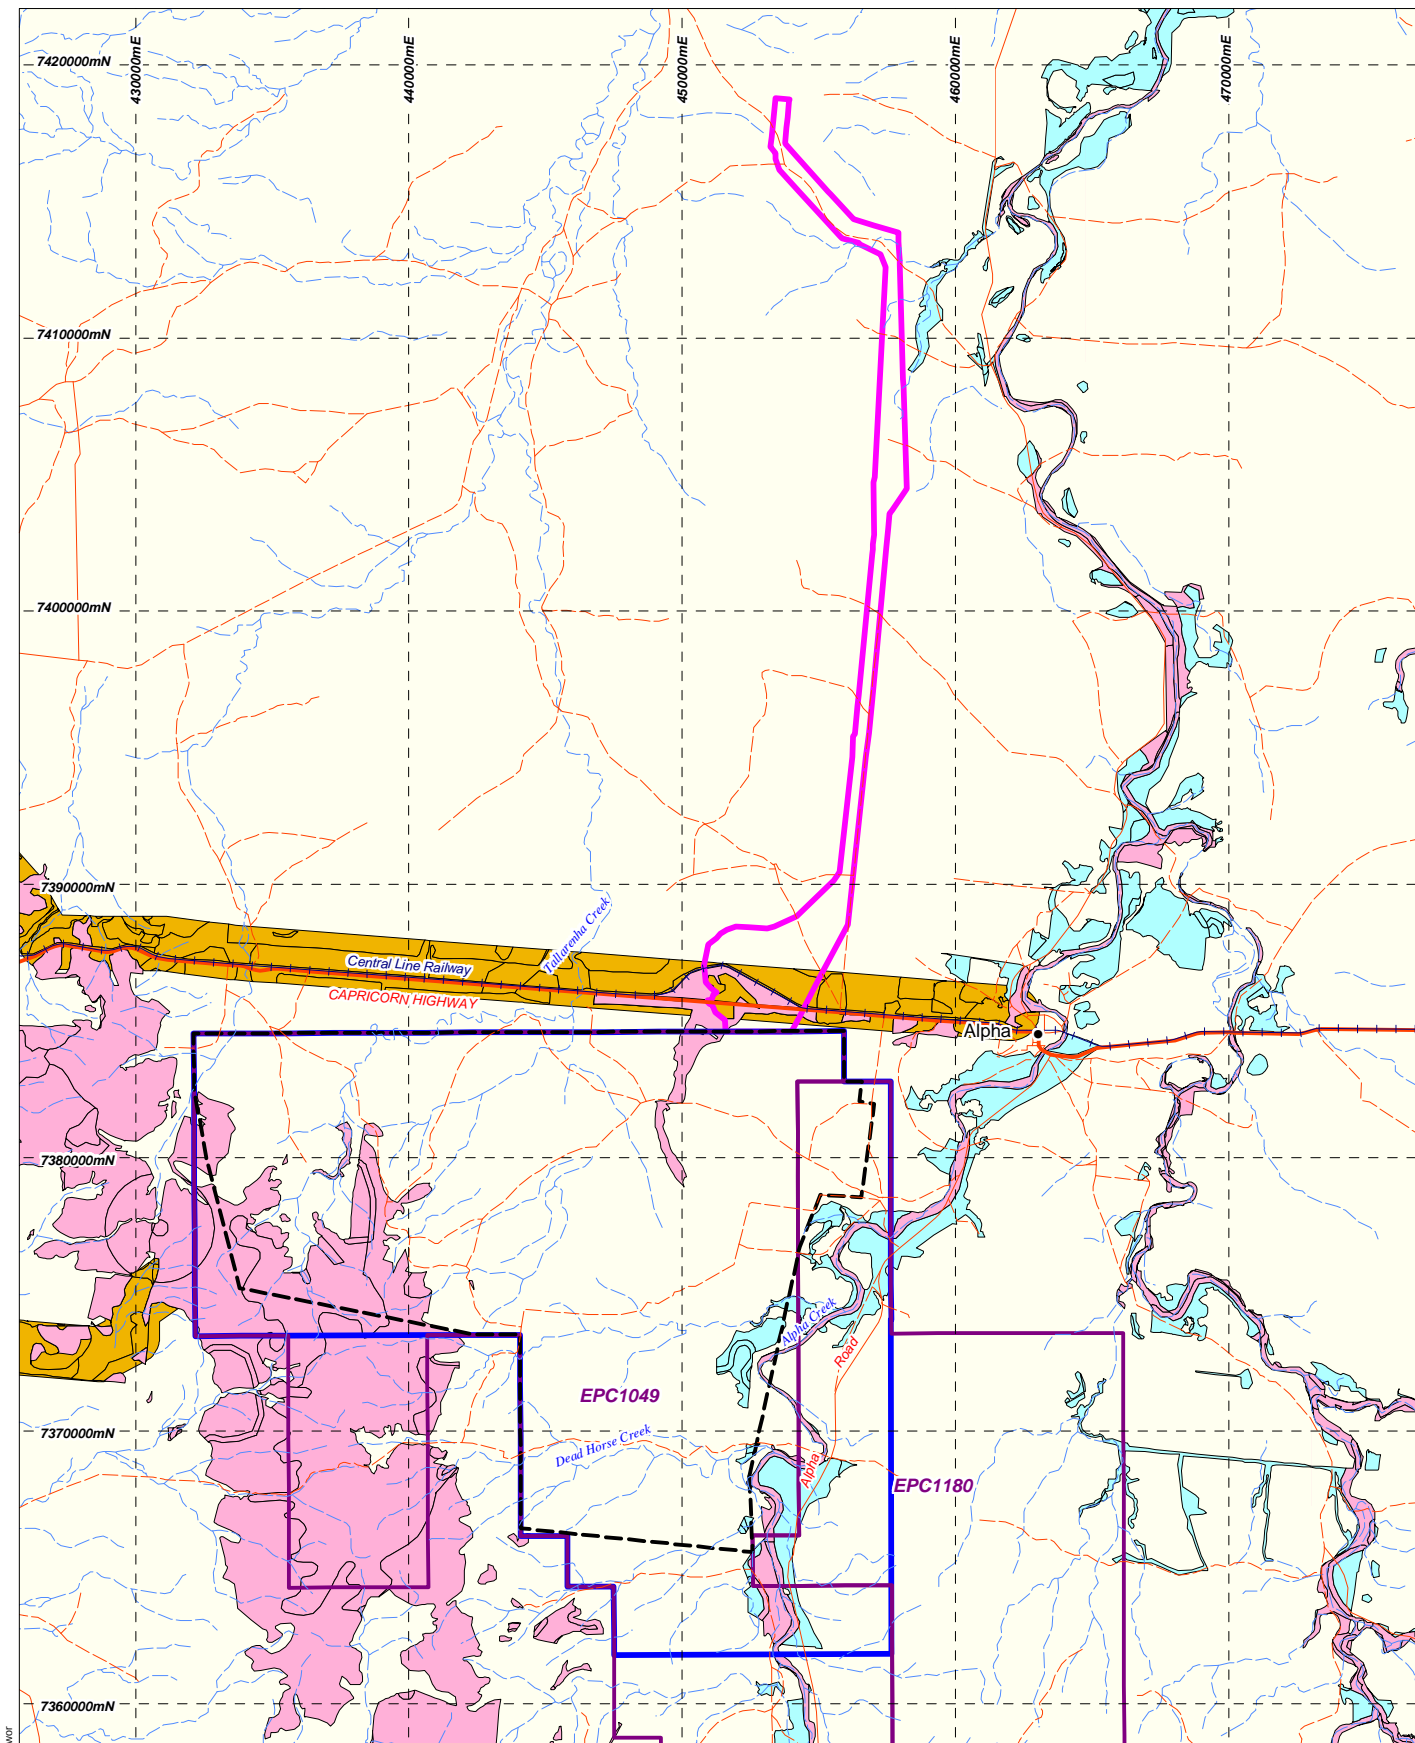 7420000mN
430000mE
440000mE
450000mE
460000mE
470000mE
7410000mN
7400000mN
7390000mN
Tallarenha Creek
Central Line Railway
CAPRICORN HIGHWAY
Alpha
7380000mN
Alpha Creek
Road
EPC1049
7370000mN
Dead Horse Creek
Alpha
EPC1180
7360000mN